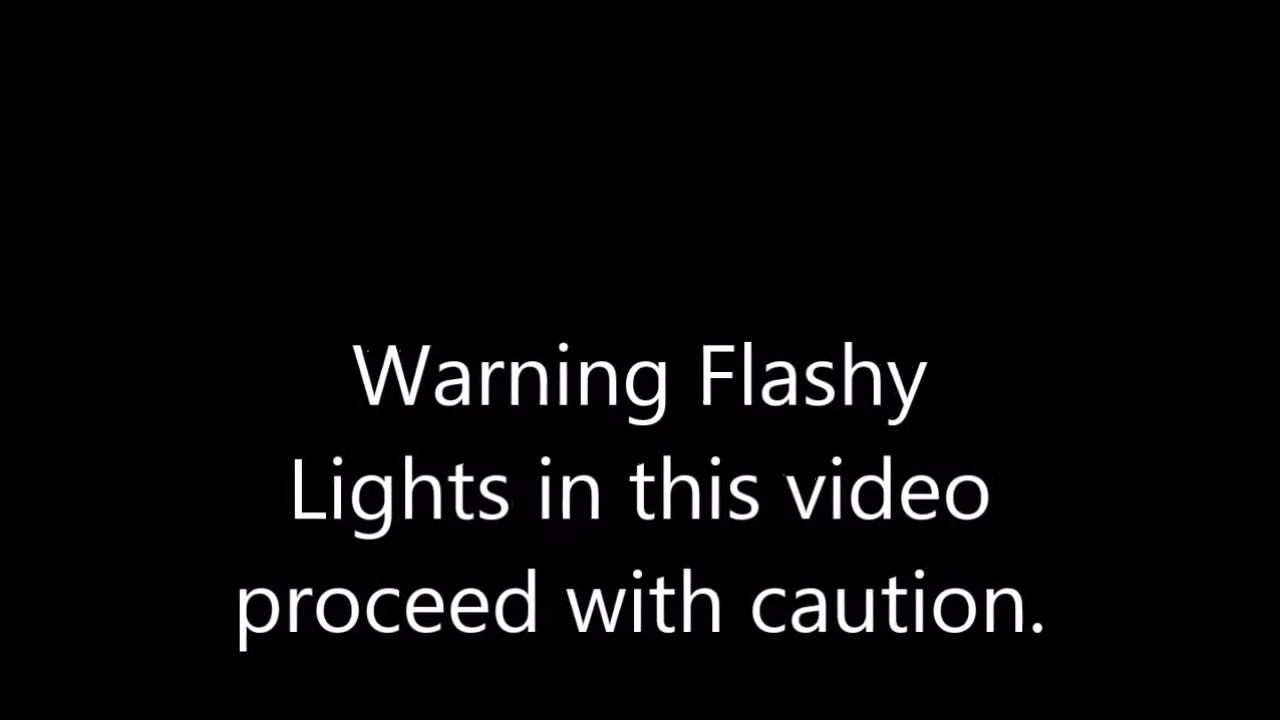 Warning Flashy
Lights in this video
proceed with caution.